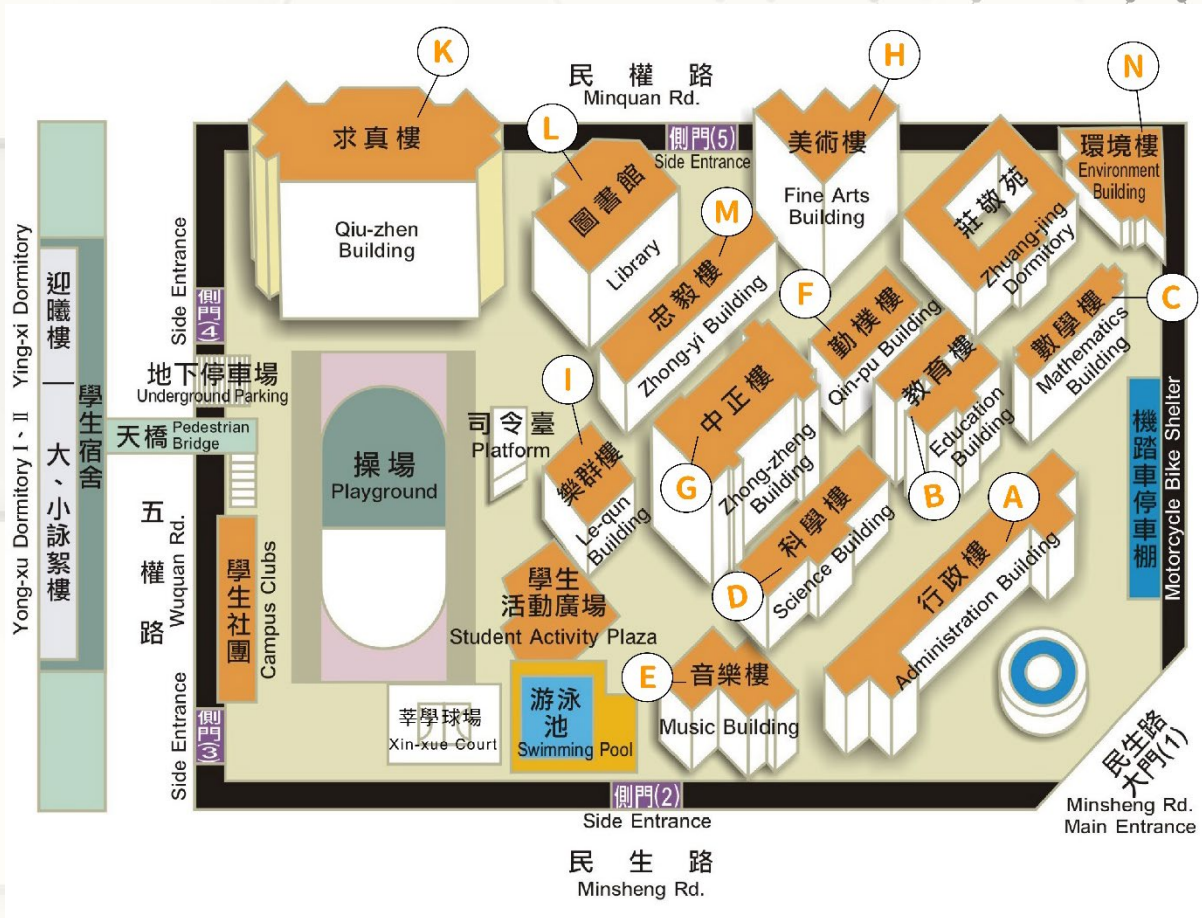 K
民權路
Minquan Rd.
H
N
求真樓
Qiu-zhen
Building
L
圖書館
Library
側門(5)
Side Entrance
美術樓
Fine Arts
Building
環境樓
Environment
Building
莊敬苑
Zhuang-jing
Dormitory
M
忠毅樓
Zhong-yi Building
F
勤樸樓
Qin-pu Building
C
數學樓
Mathematics
Building
教育樓
Education
Building
B
Side Entrance
側門(4)
地下停車場
Underground Parking
天橋
Pedestrian
Bridge
學生宿舍
迎曦樓
Ying-xi Dormitory
大、小詠絮樓
Yong-xu Dormitory I、II
五權路
Wuquan Rd.
操場
Playground
司令臺
Platform
I
樂群樓
Le-qun
Building
中正樓
G
Zhong-zheng
Building
科學樓
D
Science Building
A
行政樓
Administration Building
機踏車停車棚
Motorcycle Bike Shelter
學生社團
Campus Clubs
學生
活動廣場
Student Activity Plaza
E
音樂樓
Music Building
游泳
池
Swimming Pool
莘學球場
Xin-xue Court
Side Entrance
側門(3)
側門(2)
Side Entrance
民生路
Minsheng Rd.
民生路
大門(1)
Minsheng Rd.
Main Entrance